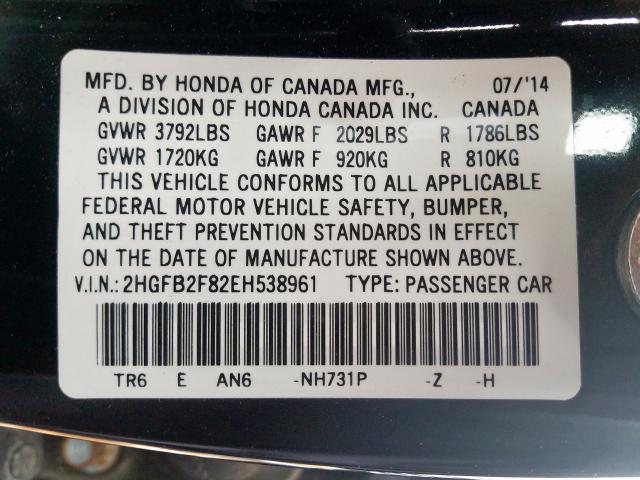 MFD. BY HONDA OF CANADA MFG., 07/'14
A DIVISION OF HONDA CANADA INC. CANADA
GVWR 3792LBS GAWR F 2029LBS R 1786LBS
GVWR 1720KG GAWR F 920KG R 810KG
THIS VEHICLE CONFORMS TO ALL APPLICABLE
FEDERAL MOTOR VEHICLE SAFETY, BUMPER,
AND THEFT PREVENTION STANDARDS IN EFFECT
ON THE DATE OF MANUFACTURE SHOWN ABOVE.
V.I.N.: 2HGFB2F82EH538961 TYPE: PASSENGER CAR
TR6 E AN6 -NH731P -Z -H